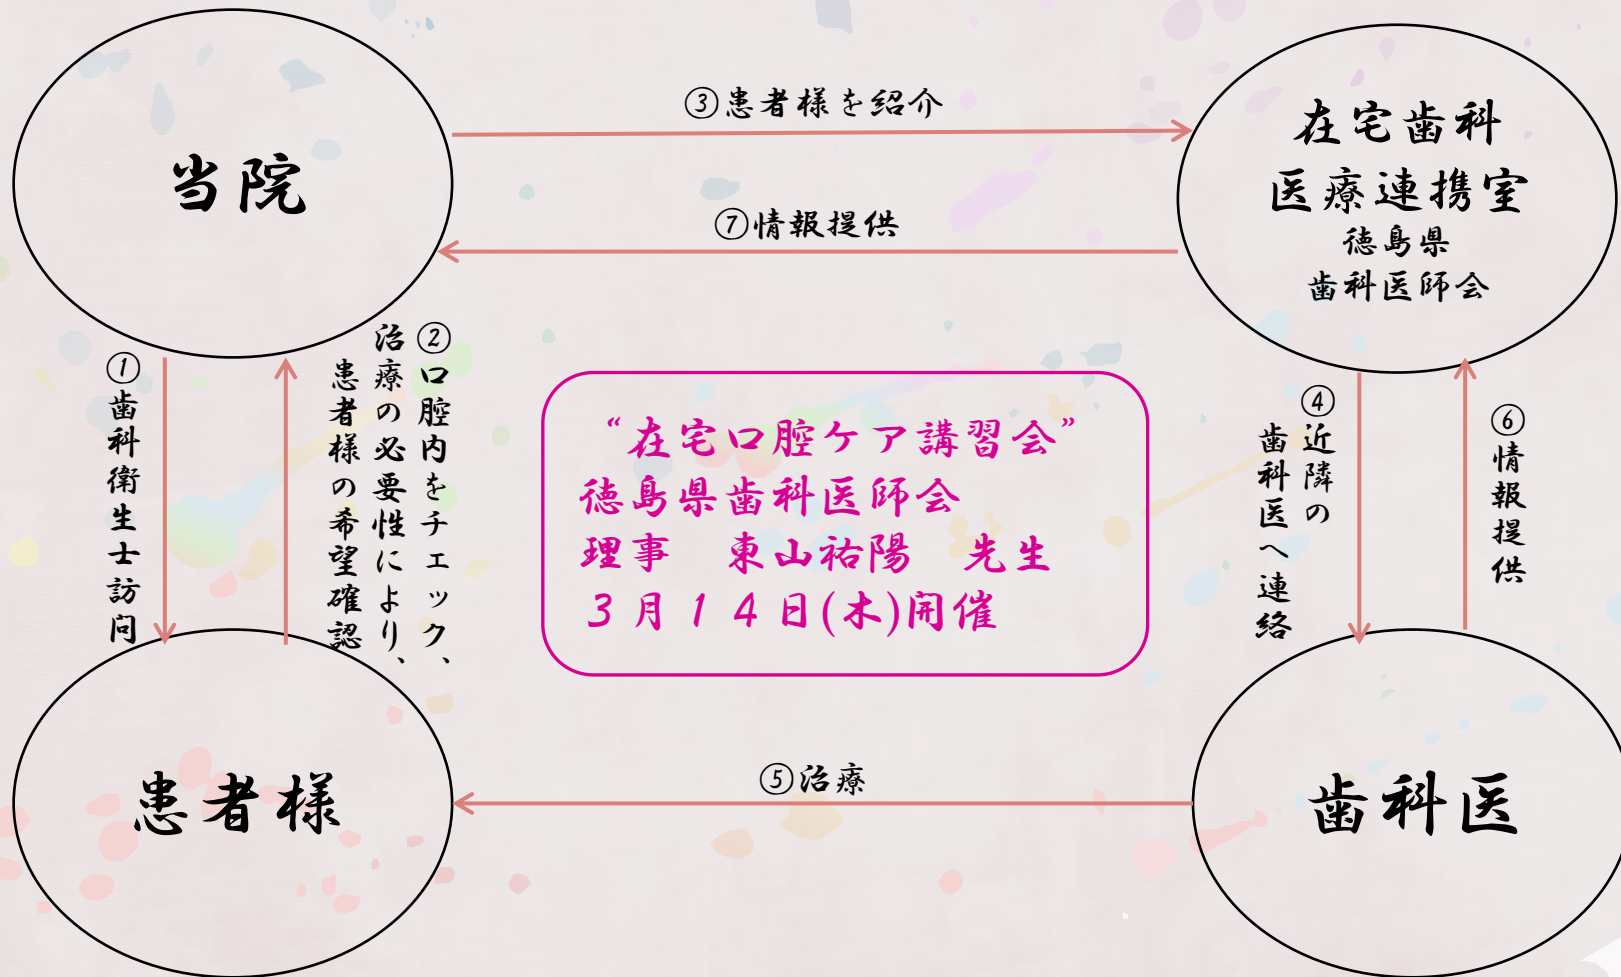 当院
③患者様を紹介
在宅歯科
医療連携室
徳島県
歯科医師会
⑦情報提供
①歯科衛生士訪問
②口腔内をチェック、
治療の必要性により、
患者様の希望確認
“在宅口腔ケア講習会”
徳島県歯科医師会
理事　東山祐陽　先生
3月14日(木)開催
④近隣の
歯科医へ連絡
⑥情報提供
患者様
⑤治療
歯科医